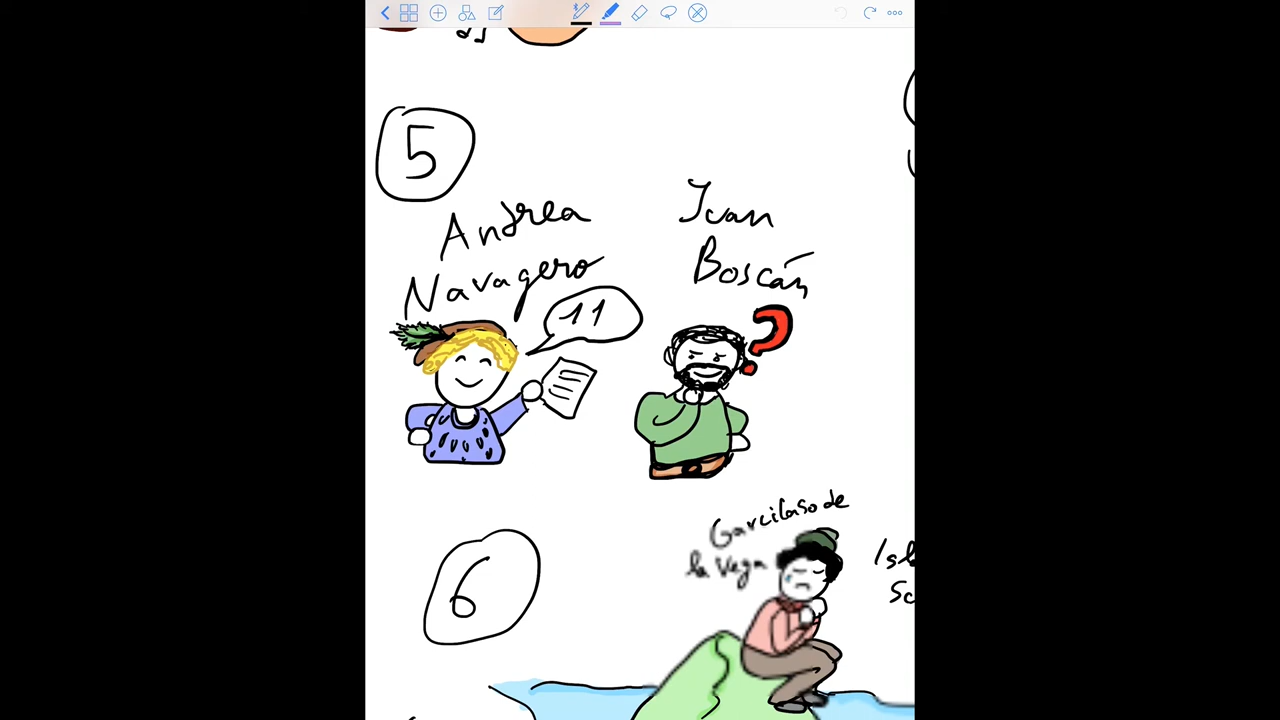 5
Andrea
Navagero
Juan
Boscán
11
?
6
Garcilaso de
la Vega